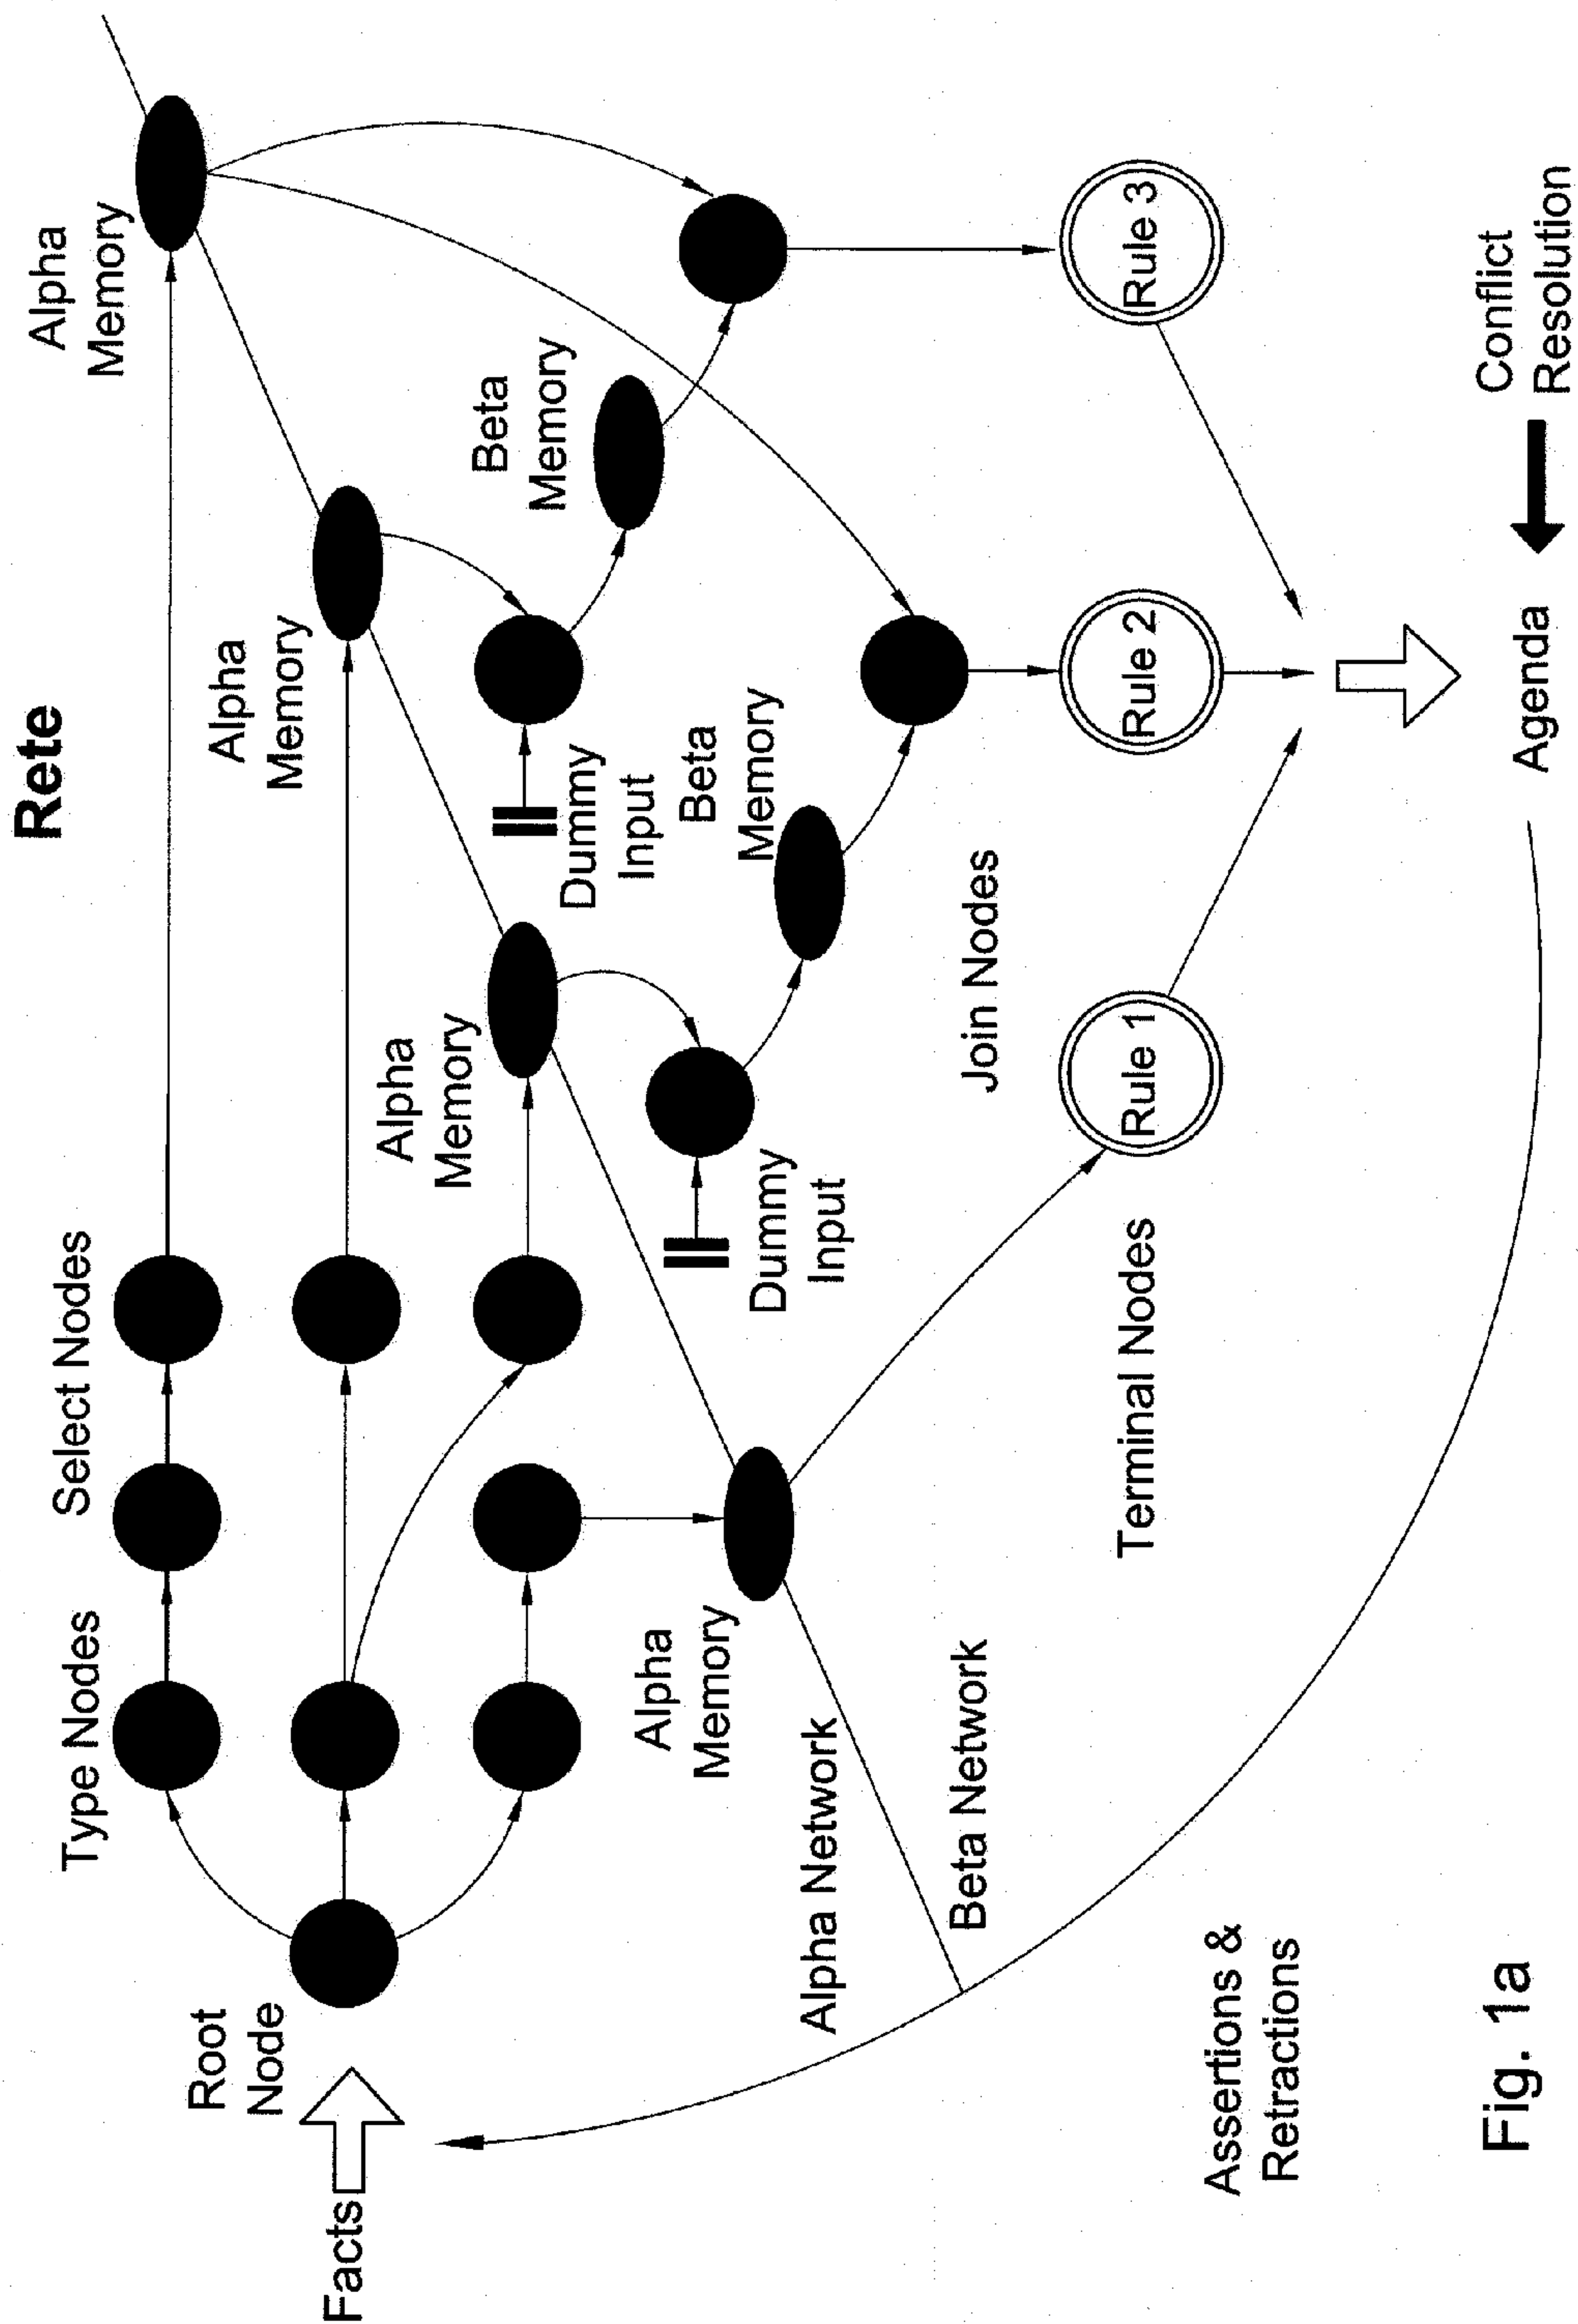 Rete
Type Nodes
Select Nodes
Alpha
Memory
Root
Node
Facts
Alpha
Memory
Alpha
Memory
Beta
Memory
Dummy
Input
Beta
Memory
Alpha
Memory
Dummy
Input
Alpha Network
Beta Network
Join Nodes
Terminal Nodes
Rule 1
Rule 2
Rule 3
Assertions &
Retractions
Agenda
Conflict
Resolution
Fig. 1a